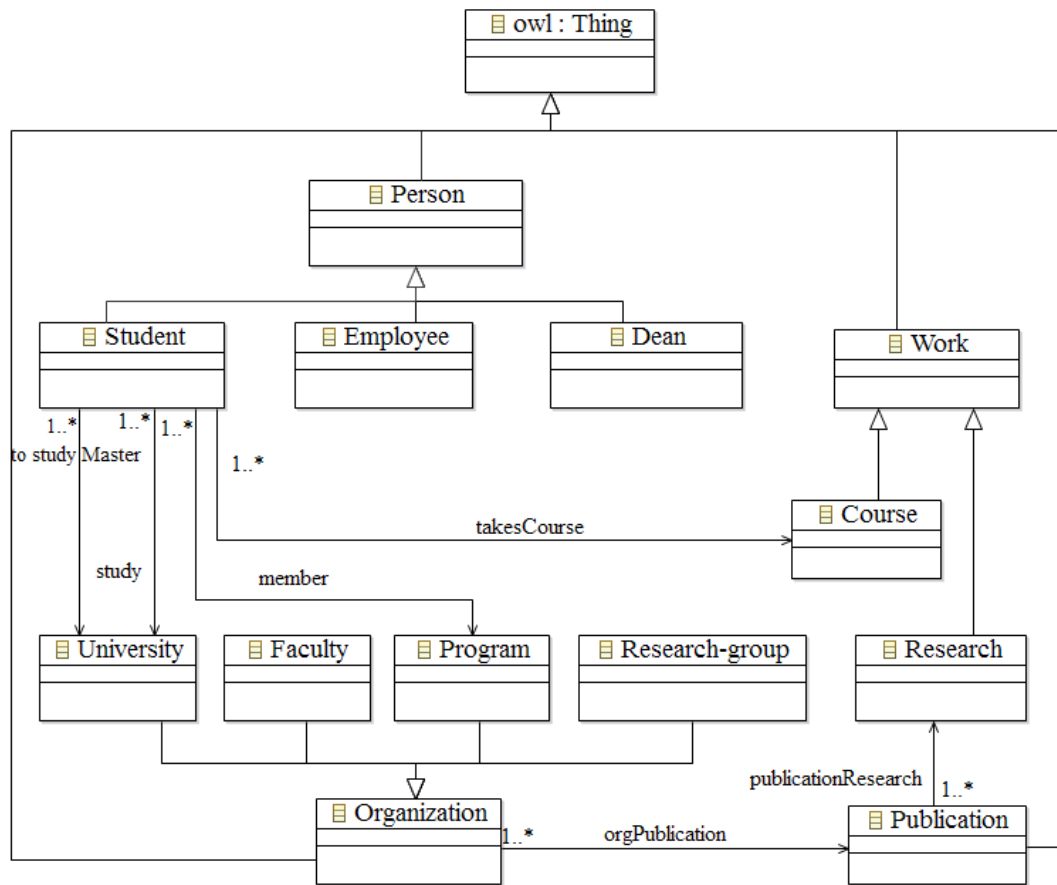 owl : Thing
Person
Student
Employee
Dean
Work
1..*
1..*
1..*
to study Master
1..*
Course
takesCourse
study
member
University
Faculty
Program
Research-group
Research
publicationResearch
1..*
Organization
1..*
orgPublication
Publication